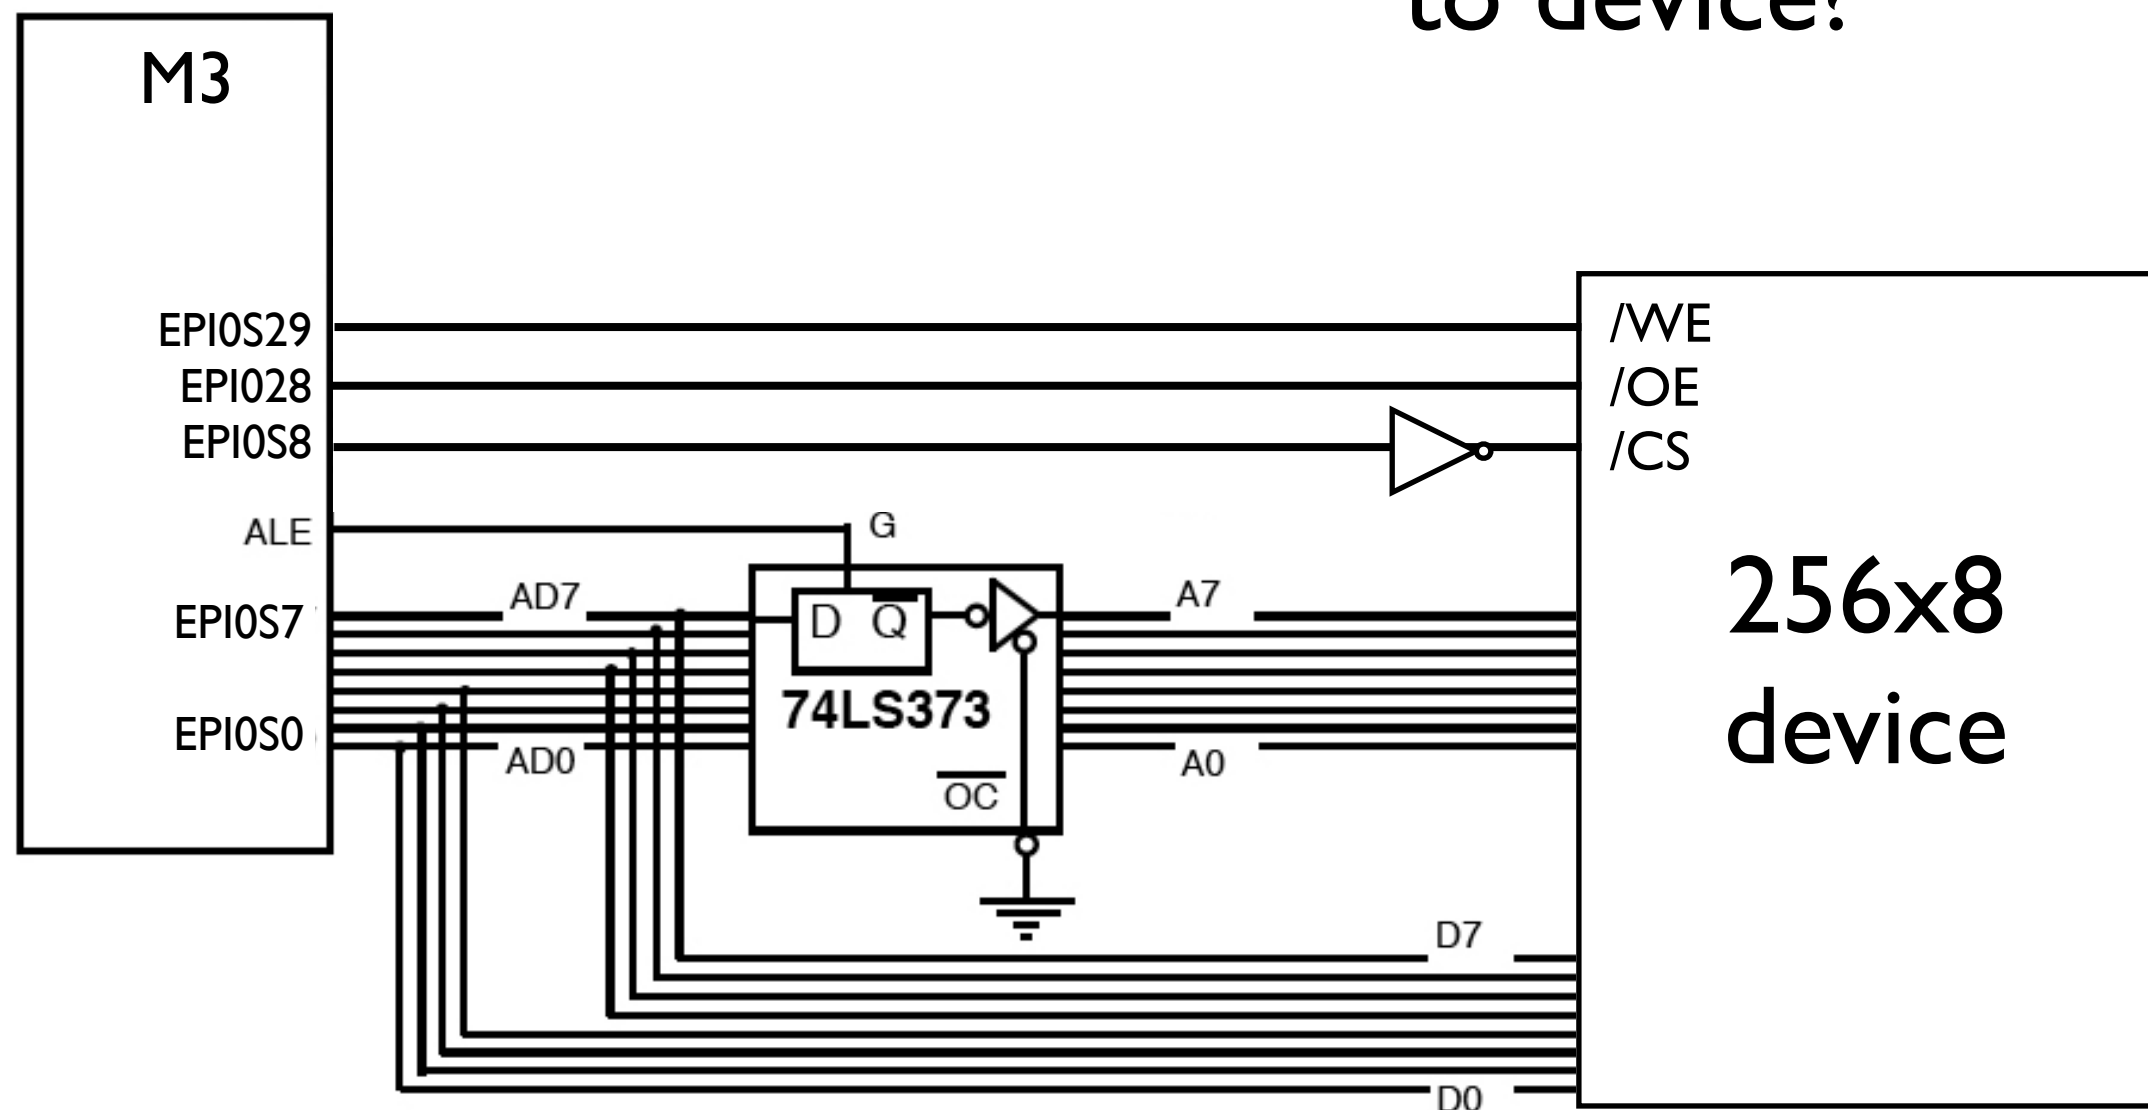 to device?
M3
EPI0S29
EPI028
EPI0S8
ALE
EPI0S7
EPI0S0
AD7
AD0
G
D Q
74LS373
OC
A7
A0
D7
D0
/WE
/OE
/CS
256x8
device